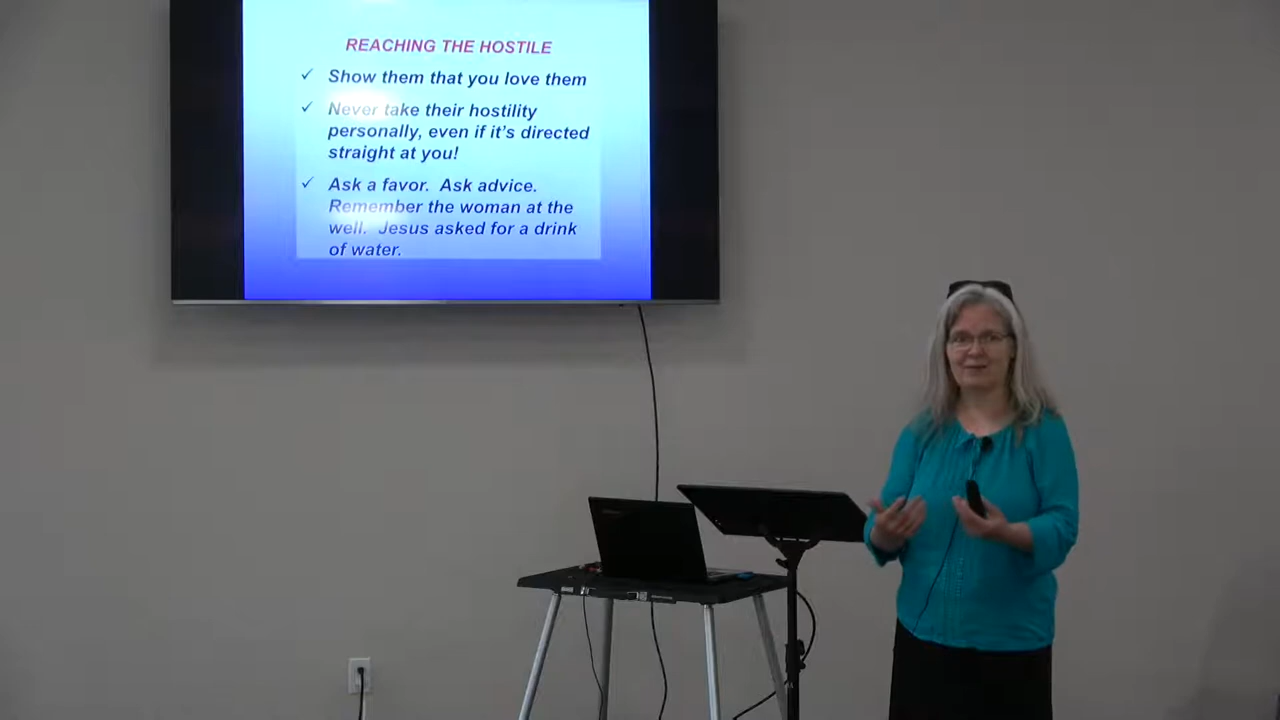 REACHING THE HOSTILE
✓ Show them that you love them
✓ Never take their hostility
personally, even if it's directed
straight at you!
✓ Ask a favor. Ask advice.
Remember the woman at the
well. Jesus asked for a drink
of water.